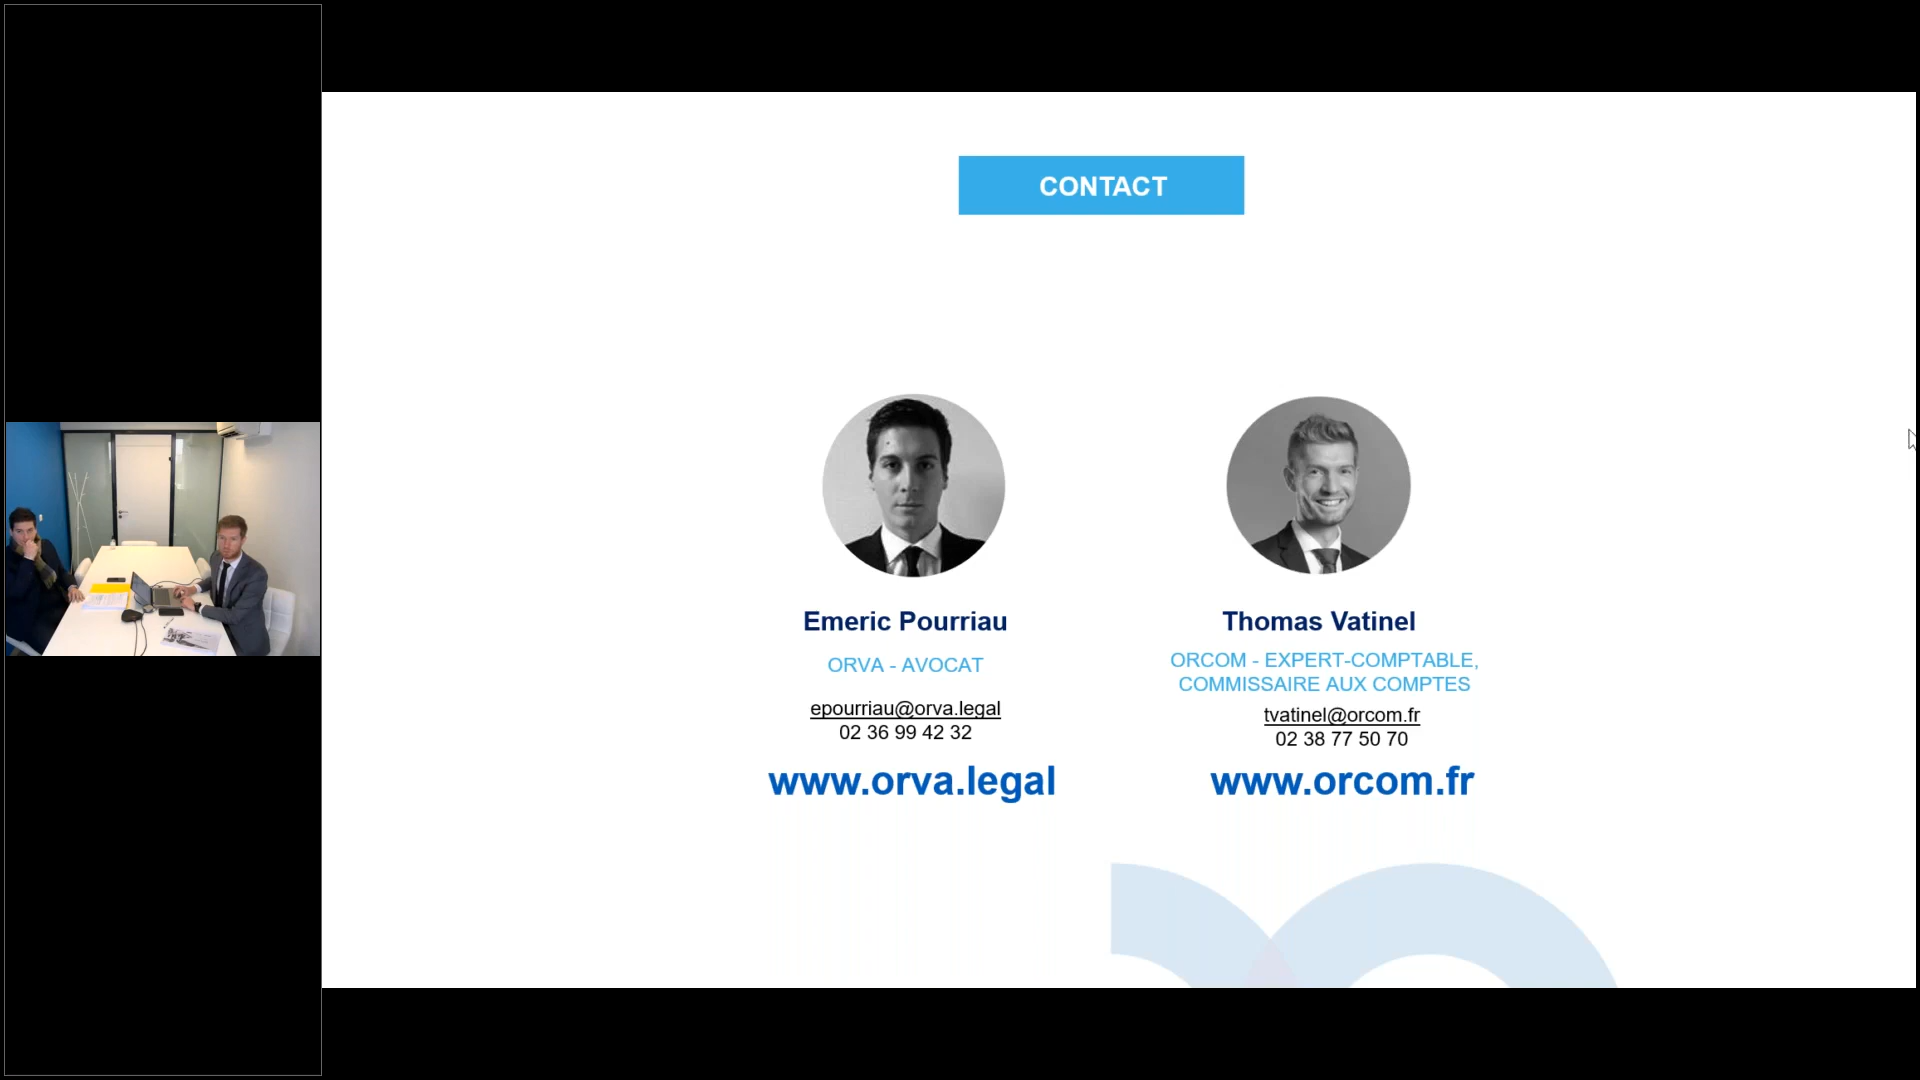 CONTACT
Emeric Pourriau
ORVA - AVOCAT
epourriau@orva.legal
02 36 99 42 32
www.orva.legal
Thomas Vatinel
ORCOM - EXPERT-COMPTABLE,
COMMISSAIRE AUX COMPTES
tvatinel@orcom.fr
02 38 77 50 70
www.orcom.fr